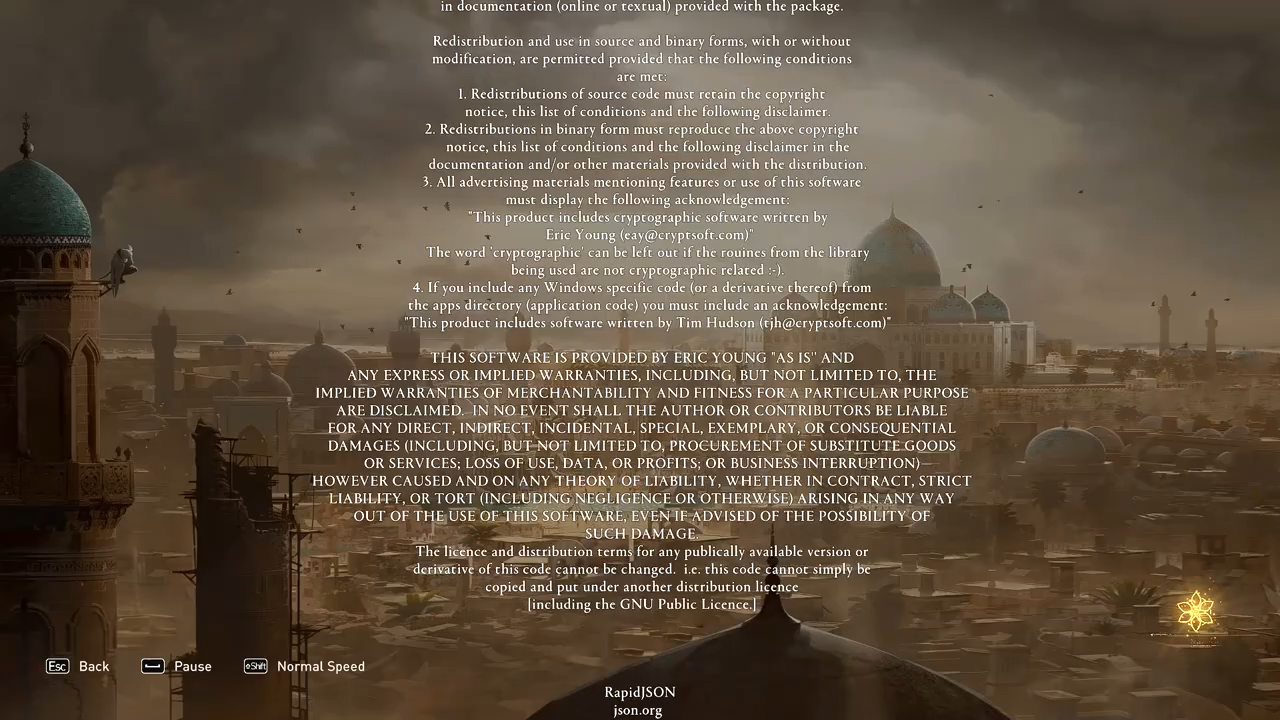 in documentation (online or textual) provided with the package.
Redistribution and use in source and binary forms, with or without
modification, are permitted provided that the following conditions
are met:
1. Redistributions of source code must retain the copyright
notice, this list of conditions and the following disclaimer.
2. Redistributions in binary form must reproduce the above copyright
notice, this list of conditions and the following disclaimer in the
documentation and/or other materials provided with the distribution.
3. All advertising materials mentioning features or use of this software
must display the following acknowledgement:
"This product includes cryptographic software written by
Eric Young (eay@cryptsoft.com)"
The word 'cryptographic' can be left out if the rouines from the library
being used are not cryptographic related :-).
4. If you include any Windows specific code (or a derivative thereof) from
the apps directory (application code) you must include an acknowledgement:
"This product includes software written by Tim Hudson (tjh@cryptsoft.com)"
THIS SOFTWARE IS PROVIDED BY ERIC YOUNG "AS IS" AND
ANY EXPRESS OR IMPLIED WARRANTIES, INCLUDING, BUT NOT LIMITED TO, THE
IMPLIED WARRANTIES OF MERCHANTABILITY AND FITNESS FOR A PARTICULAR PURPOSE
ARE DISCLAIMED.  IN NO EVENT SHALL THE AUTHOR OR CONTRIBUTORS BE LIABLE
FOR ANY DIRECT, INDIRECT, INCIDENTAL, SPECIAL, EXEMPLARY, OR CONSEQUENTIAL
DAMAGES (INCLUDING, BUT NOT LIMITED TO, PROCUREMENT OF SUBSTITUTE GOODS
OR SERVICES; LOSS OF USE, DATA, OR PROFITS; OR BUSINESS INTERRUPTION)
HOWEVER CAUSED AND ON ANY THEORY OF LIABILITY, WHETHER IN CONTRACT, STRICT
LIABILITY, OR TORT (INCLUDING NEGLIGENCE OR OTHERWISE) ARISING IN ANY WAY
OUT OF THE USE OF THIS SOFTWARE, EVEN IF ADVISED OF THE POSSIBILITY OF
SUCH DAMAGE.
The licence and distribution terms for any publically available version or
derivative of this code cannot be changed.  i.e. this code cannot simply be
copied and put under another distribution licence
[including the GNU Public Licence.]
Esc Back Pause Shift Normal Speed
RapidJSON
json.org